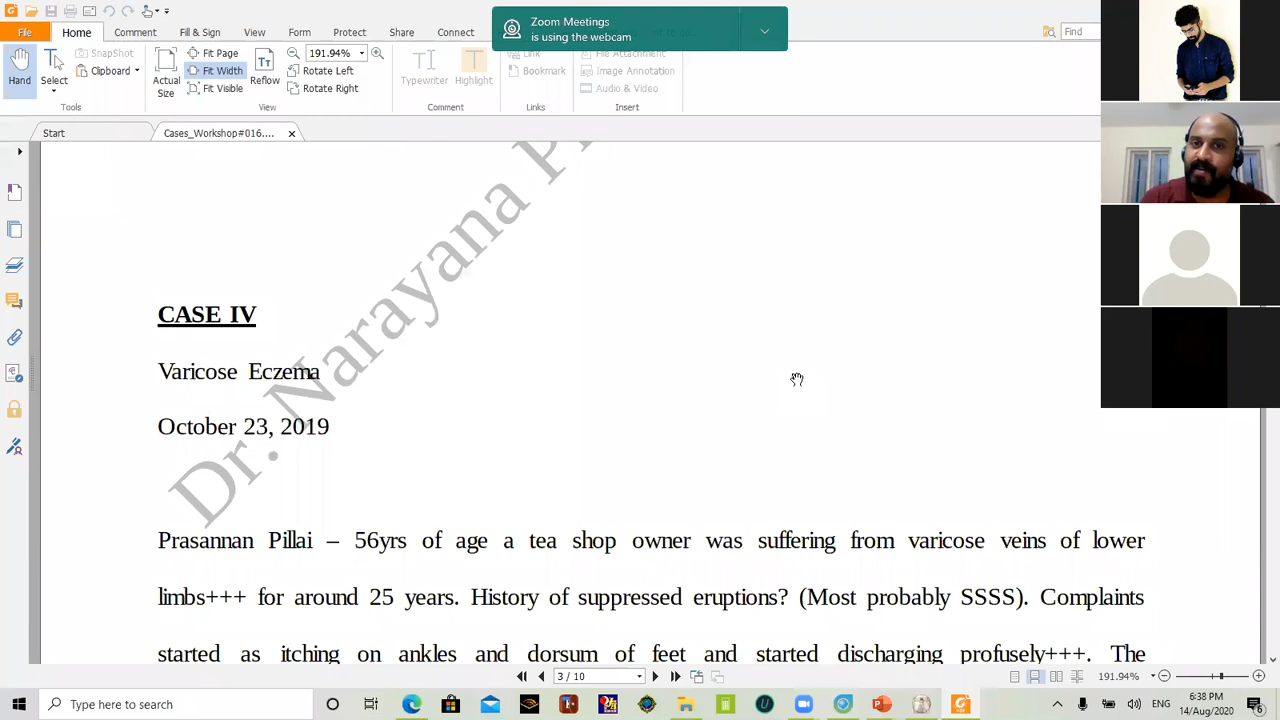 Zoom Meetings
is using the webcam
File
Home
Comment
Fill & Sign
View
Form
Protect
Share
Connect
Find
SnapShot
Clipboard
Hand
Select
Actual
Size
Fit Page
Fit Width
Fit Visible
Reflow
191.94%
Rotate Left
Rotate Right
Typewriter
Highlight
Link
Bookmark
File Attachment
Image Annotation
Audio & Video
Tools
View
Comment
Links
Insert
Start
Cases_Workshop#016....
Dr. Narayana P
CASE IV
Varicose Eczema
October 23, 2019
Prasannan Pillai – 56yrs of age a tea shop owner was suffering from varicose veins of lower
limbs+++ for around 25 years. History of suppressed eruptions? (Most probably SSSS). Complaints
started as itching on ankles and dorsum of feet and started discharging profusely+++. The
3 / 10
191.94%
Type here to search
ENG
6:38 PM
14/Aug/2020
6